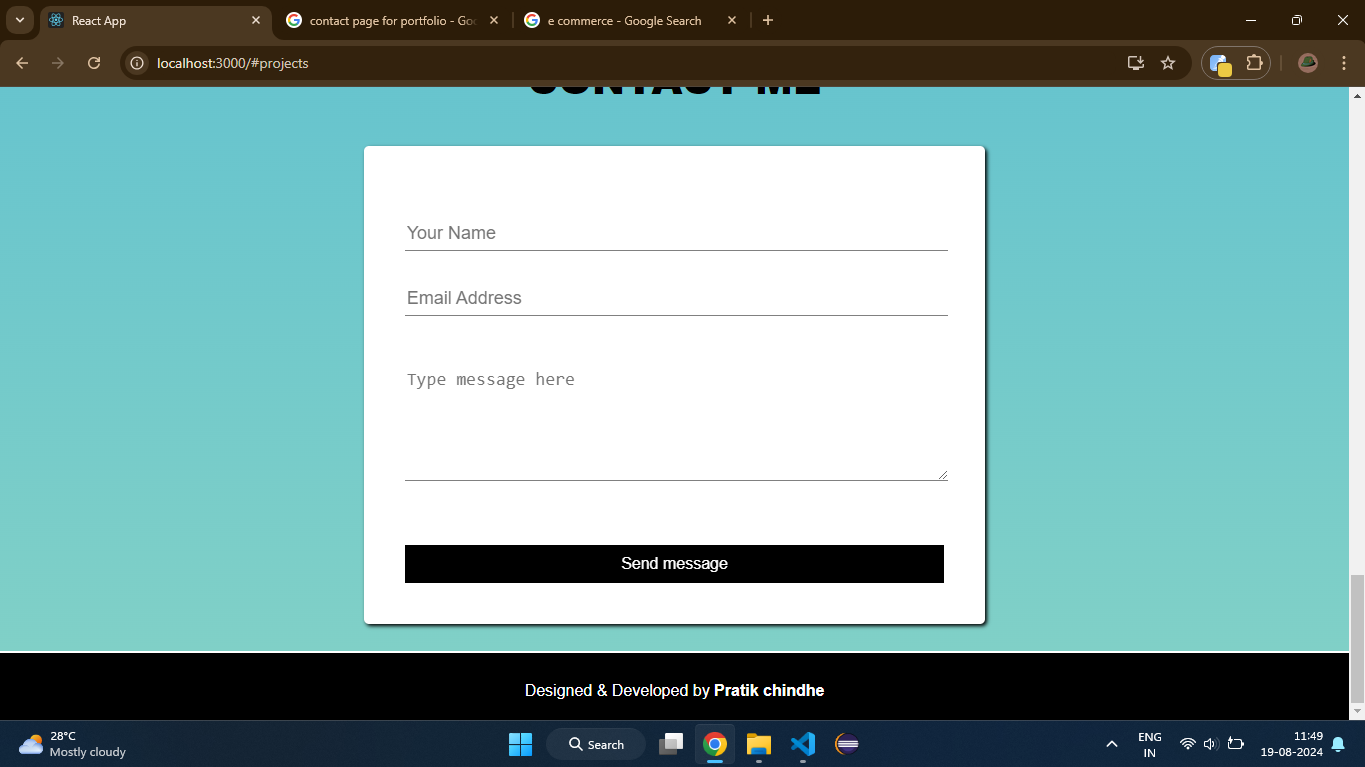 React App
contact page for portfolio - Goo
e commerce - Google Search
localhost:3000/#projects
CONTACT ME
Your Name
Email Address
Type message here
Send message
Designed & Developed by Pratik chindhe
28°C
Mostly cloudy
Search
ENG
IN
11:49
19-08-2024